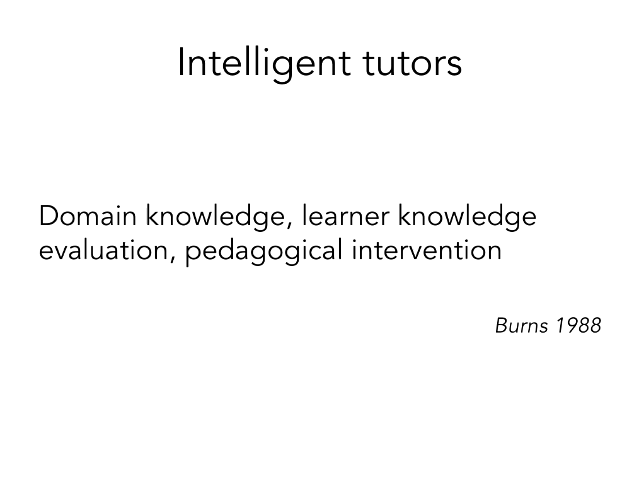 Intelligent tutors
Domain knowledge, learner knowledge
evaluation, pedagogical intervention
Burns 1988